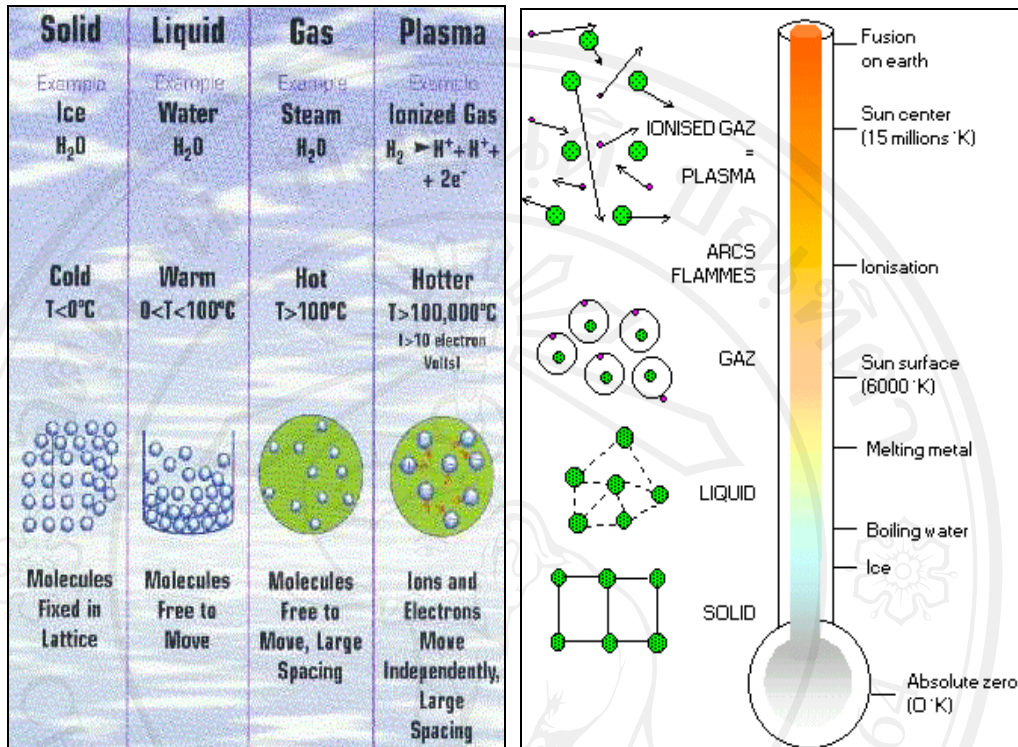 Solid
Example
Ice
H₂O
Cold
T<0°C
Molecules
Fixed in
Lattice
Liquid
Example
Water
H₂O
Warm
0<T<100°C
Molecules
Free to
Move
Gas
Example
Steam
H₂O
Hot
T>100°C
Molecules
Free to
Move, Large
Spacing
Plasma
Example
Ionized Gas
H₂ ►H⁺+ H⁺+
+ 2e⁻
Hotter
T>100,000°C
(>10 electron
Volts)
Ions and
Electrons
Move
Independently,
Large
Spacing
IONISED GAZ
=
PLASMA
ARCS
FLAMMES
GAZ
LIQUID
SOLID
Fusion
on earth
Sun center
(15 millions °K)
Ionisation
Sun surface
(6000 °K)
Melting metal
Boiling water
Ice
Absolute zero
(0 °K)